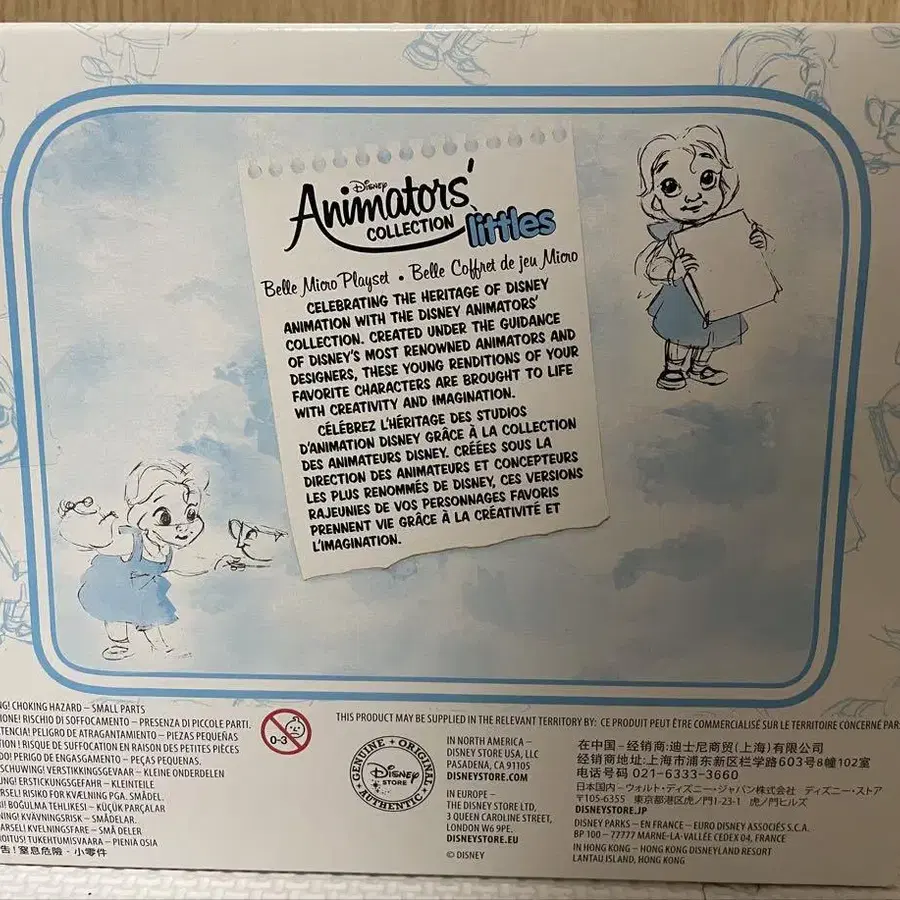 Disney
Animators'
COLLECTION littles
Belle Micro Playset • Belle Coffret de jeu Micro
CELEBRATING THE HERITAGE OF DISNEY
ANIMATION WITH THE DISNEY ANIMATORS'
COLLECTION. CREATED UNDER THE GUIDANCE
OF DISNEY'S MOST RENOWNED ANIMATORS AND
DESIGNERS, THESE YOUNG RENDITIONS OF YOUR
FAVORITE CHARACTERS ARE BROUGHT TO LIFE
WITH CREATIVITY AND IMAGINATION.
CÉLÉBREZ L'HÉRITAGE DES STUDIOS
D'ANIMATION DISNEY GRÂCE À LA COLLECTION
DES ANIMATEURS DISNEY. CRÉÉES SOUS LA
DIRECTION DES ANIMATEURS ET CONCEPTEURS
LES PLUS RENOMMÉS DE DISNEY, CES VERSIONS
RAJEUNIES DE VOS PERSONNAGES FAVORIS
PRENNENT VIE GRÂCE À LA CRÉATIVITÉ ET
L'IMAGINATION.
NG! CHOKING HAZARD – SMALL PARTS
IONE! RISCHIO DI SOFFOCAMENTO – PRESENZA DI PICCOLE PARTI.
TENCIA! PELIGRO DE ATRAGANTAMIENTO – PIEZAS PEQUEÑAS
TION ! RISQUE DE SUFFOCATION EN RAISON DES PETITES PIÈCES
DO! PERIGO DE ENGASGAMENTO – PEÇAS PEQUENAS.
SCHUWING! VERSTIKKINGSGEVAAR – KLEINE ONDERDELEN
UNG! ERSTICKUNGSGEFAHR – KLEINTEILE
RSEL! RISIKO FOR KVÆLNING PGA. SMÅDEL.
RI! BOĞULMA TEHLIKESI – KÜÇÜK PARÇALAR
NING! KVÄVNINGSRISK – SMÅDELAR.
ARSEL! KVELNINGSFARE – SMÅ DELER
OITUS! TUKEHTUMISVAARA – PIENIÄ OSIA
告! 窒息危險 - 小零件
0-3
THIS PRODUCT MAY BE SUPPLIED IN THE RELEVANT TERRITORY BY: CE PRODUIT PEUT ÊTRE COMMERCIALISÉ SUR LE TERRITOIRE CONCERNÉ PAR
GENUINE • ORIGINAL
Disney
STORE
AUTHENTIC
IN NORTH AMERICA –
DISNEY STORE USA, LLC
PASADENA, CA 91105
DISNEYSTORE.COM
IN EUROPE –
THE DISNEY STORE LTD,
3 QUEEN CAROLINE STREET,
LONDON W6 9PE.
DISNEYSTORE.EU
© DISNEY
在中国 - 经销商:迪士尼商贸(上海)有限公司
经销商地址:上海市浦东新区栏学路603号8幢102室
电话号码 021-6333-3660
日本国内 - ウォルト・ディズニー・ジャパン株式会社 ディズニー・ストア
〒105-6355 東京都港区虎ノ門1-23-1 虎ノ門ヒルズ
DISNEYSTORE.JP
DISNEY PARKS – EN FRANCE – EURO DISNEY ASSOCIÉS S.C.A.
BP 100 – 77777 MARNE-LA-VALLÉE CEDEX 04, FRANCE
IN HONG KONG – HONG KONG DISNEYLAND RESORT
LANTAU ISLAND, HONG KONG